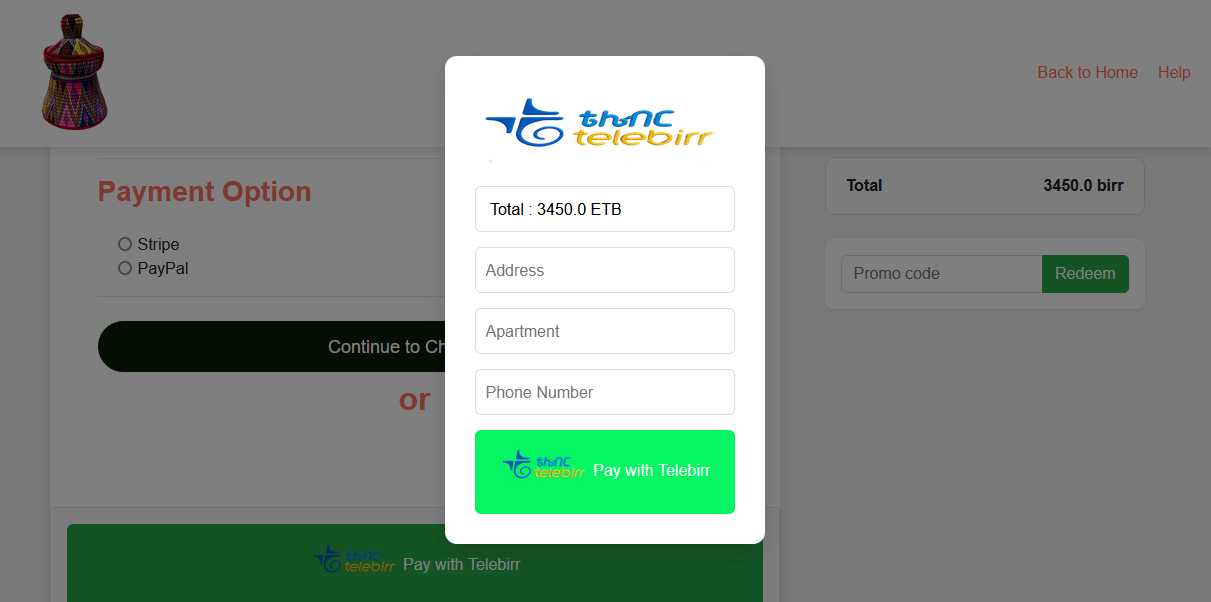 Back to Home Help
ቴሌብር
telebirr
Total : 3450.0 ETB
Address
Apartment
Phone Number
ቴሌብር
telebirr
Pay with Telebirr
Payment Option
Stripe
PayPal
Continue to Ch
or
ቴሌብር
telebirr
Pay with Telebirr
Total 3450.0 birr
Promo code Redeem